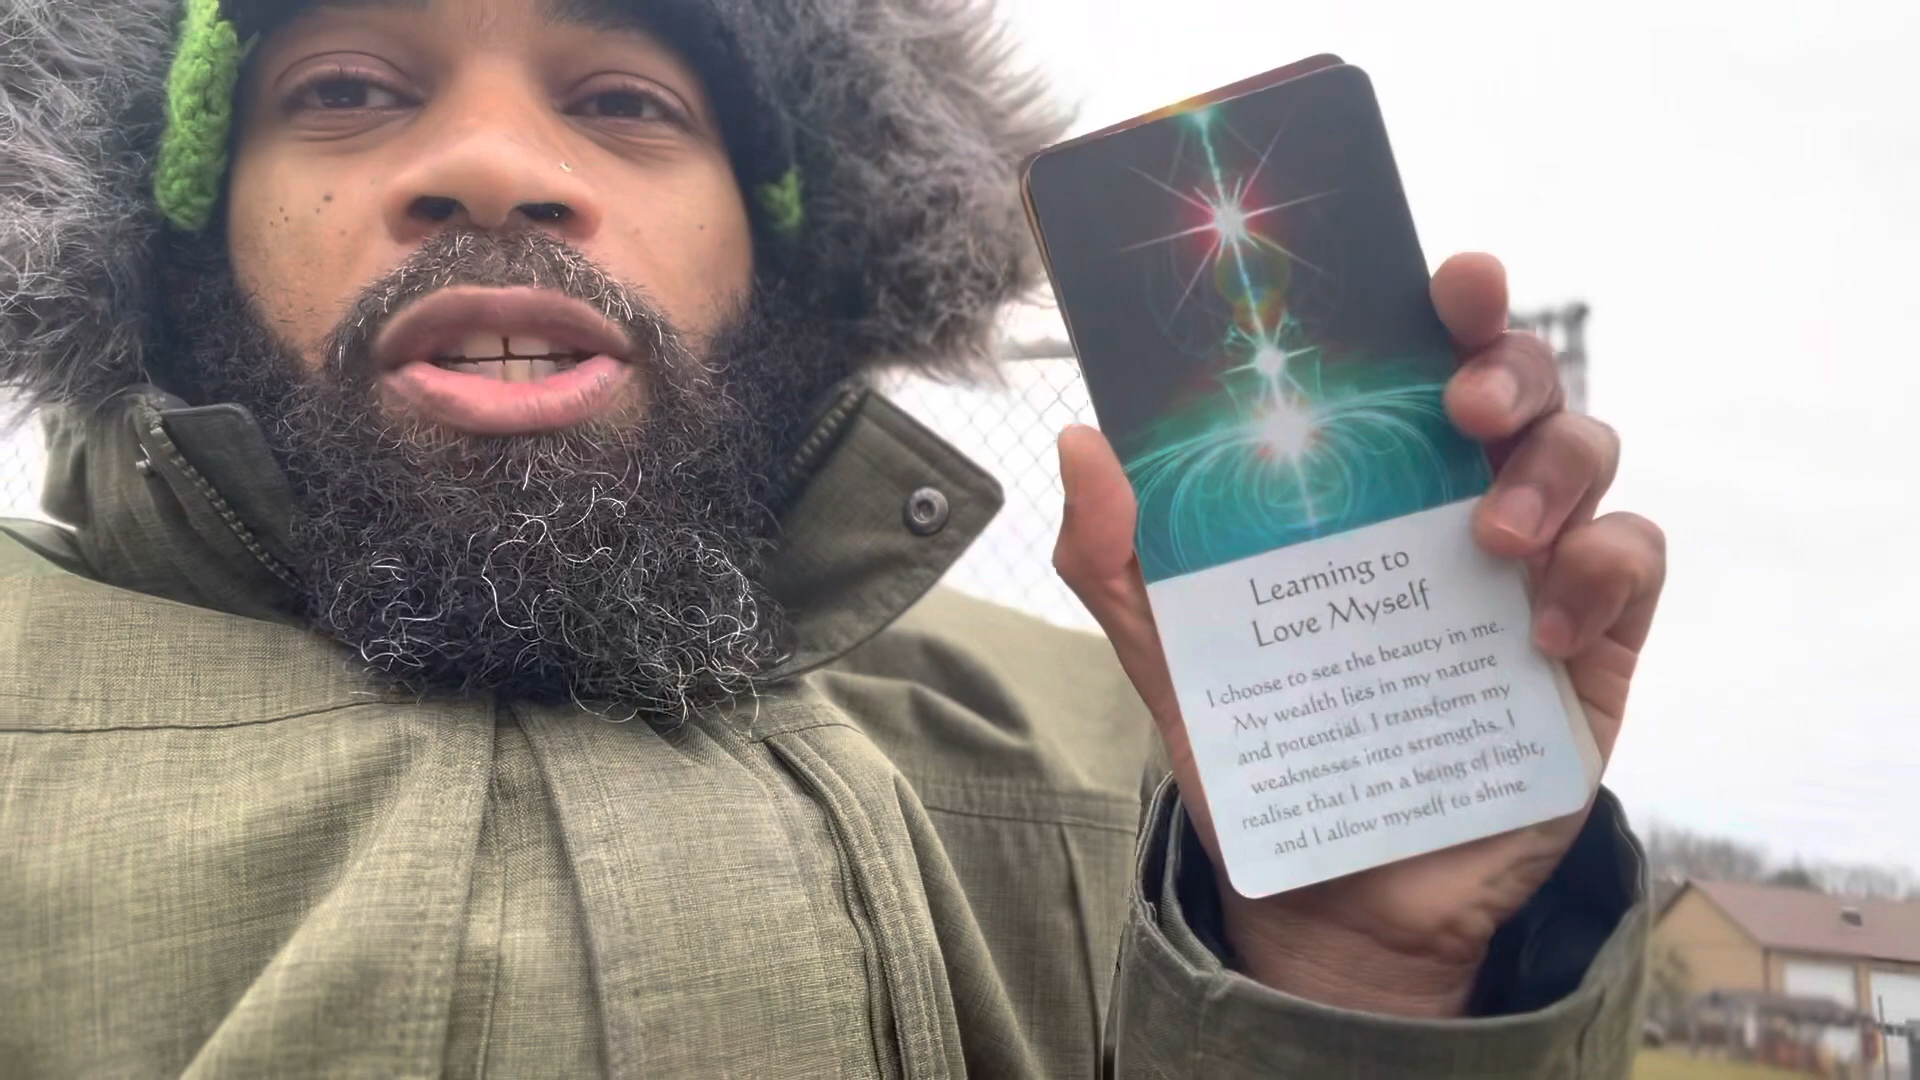 Learning to
Love Myself
I choose to see the beauty in me.
My wealth lies in my nature
and potential. I transform my
weaknesses into strengths. I
realise that I am a being of light,
and I allow myself to shine.